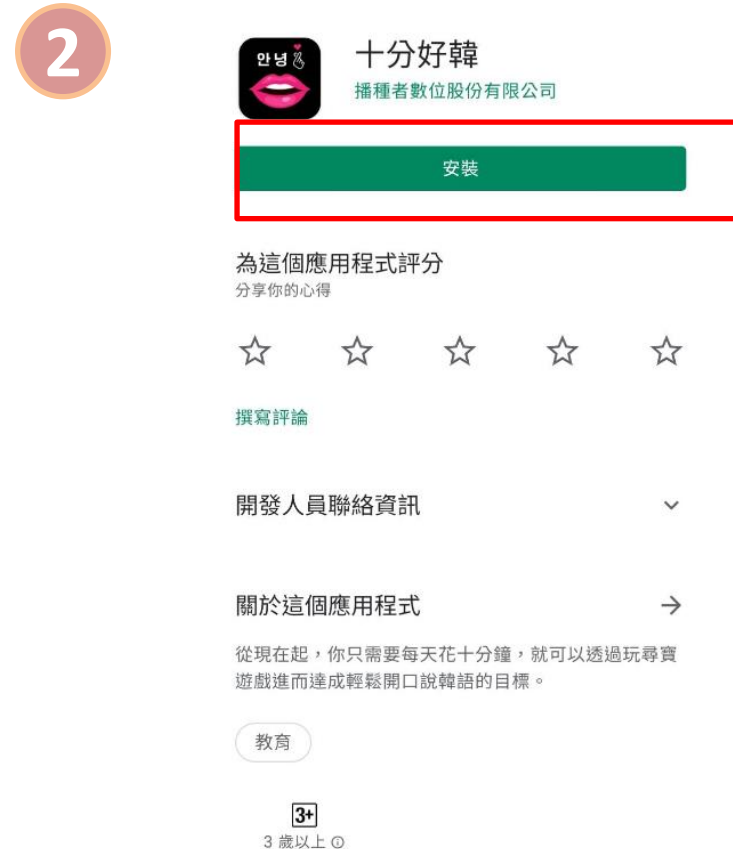 2
안녕
十分好韓
播種者數位股份有限公司
安裝
為這個應用程式評分
分享你的心得
撰寫評論
開發人員聯絡資訊
關於這個應用程式
從現在起，你只需要每天花十分鐘，就可以透過玩尋寶
遊戲進而達成輕鬆開口說韓語的目標。
教育
3+
3 歲以上